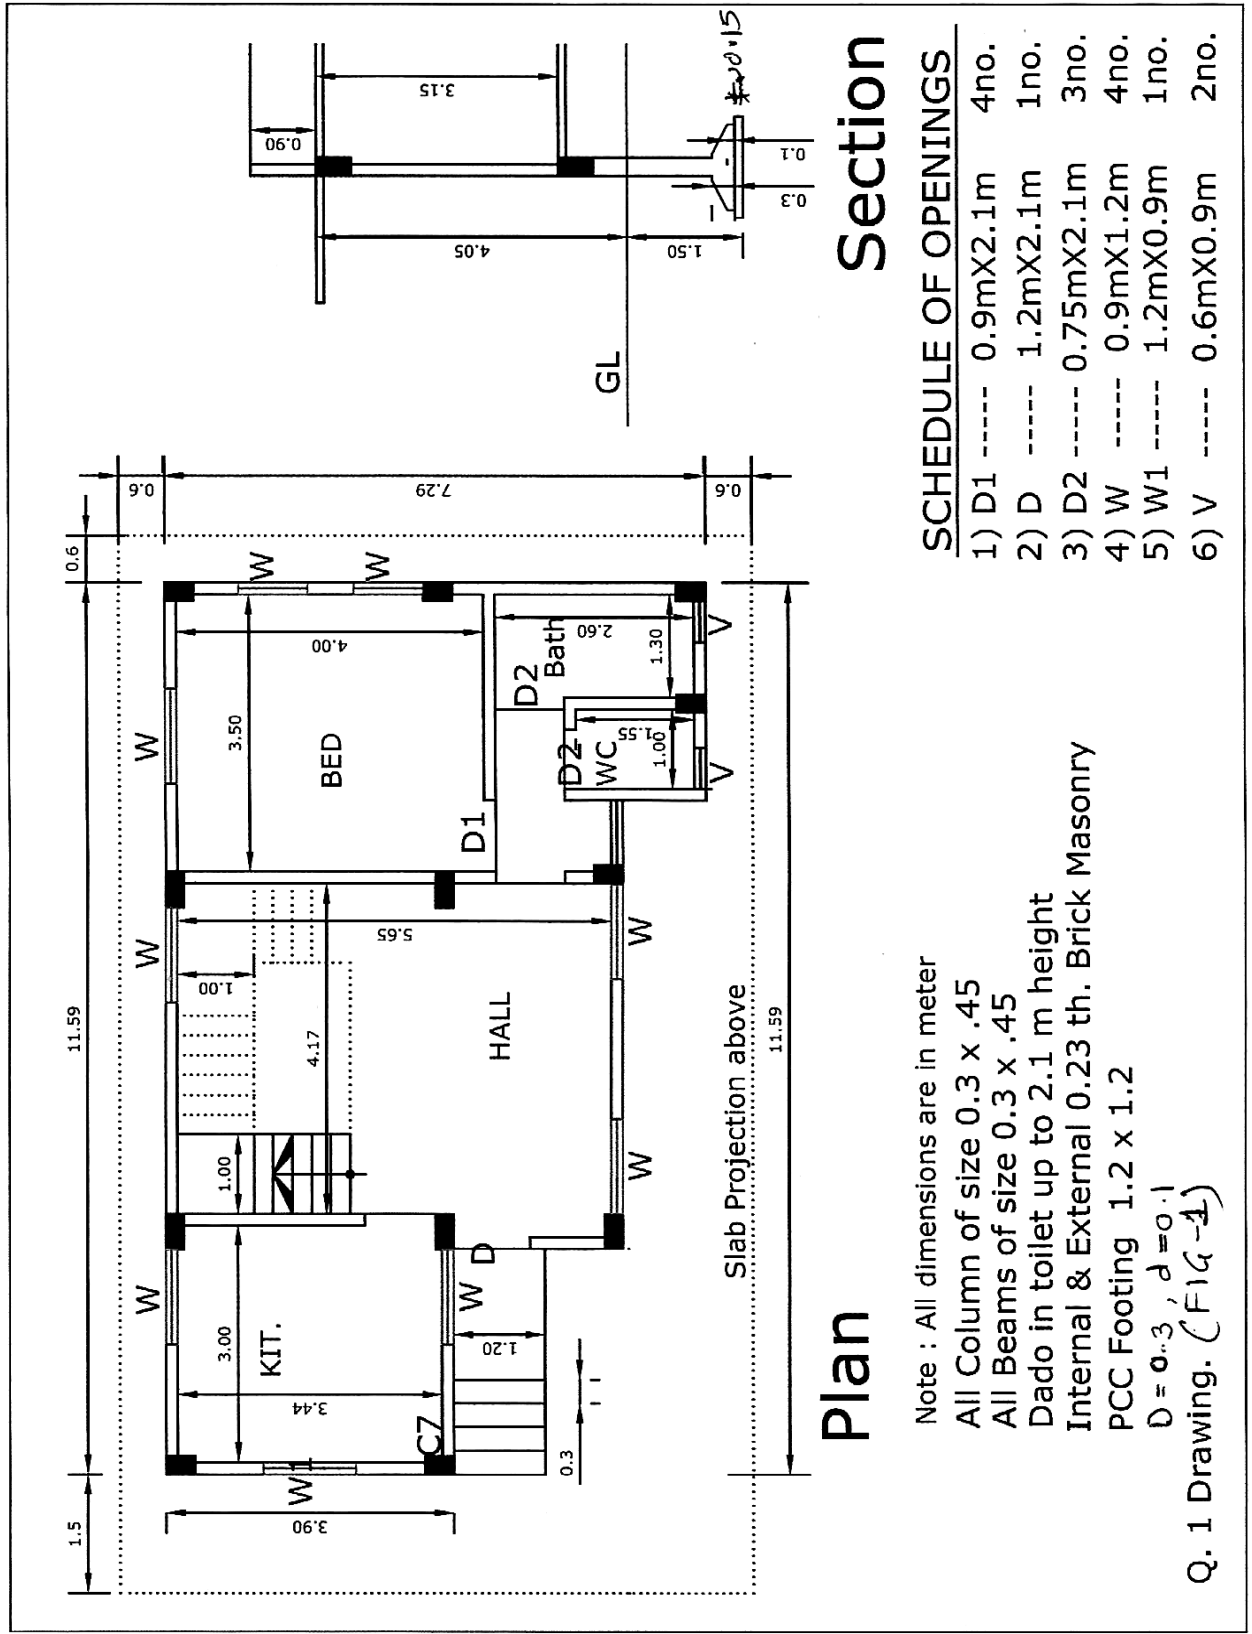 1.5
11.59
0.6
W
W
W
W
0.6
3.90
W
3.00
KIT.
3.44
C7
1.00
1.00
4.17
HALL
5.65
3.50
BED
4.00
W
W
7.29
D1
D2
Bath
2.60
1.30
D2
WC
1.55
1.00
V
V
0.6
0.3
1.20
W
D
W
W
Slab Projection above
11.59
Plan
0.90
3.15
4.05
GL
1.50
0.3
0.1
Section
Note : All dimensions are in meter
All Column of size 0.3 x .45
All Beams of size 0.3 x .45
Dado in toilet up to 2.1 m height
Internal & External 0.23 th. Brick Masonry
PCC Footing 1.2 x 1.2
D = 0.3, d = 0.1
Q. 1 Drawing. (FIG-1)
SCHEDULE OF OPENINGS
1) D1 ----- 0.9mX2.1m 4no.
2) D ----- 1.2mX2.1m 1no.
3) D2 ----- 0.75mX2.1m 3no.
4) W ----- 0.9mX1.2m 4no.
5) W1 ----- 1.2mX0.9m 1no.
6) V ----- 0.6mX0.9m 2no.